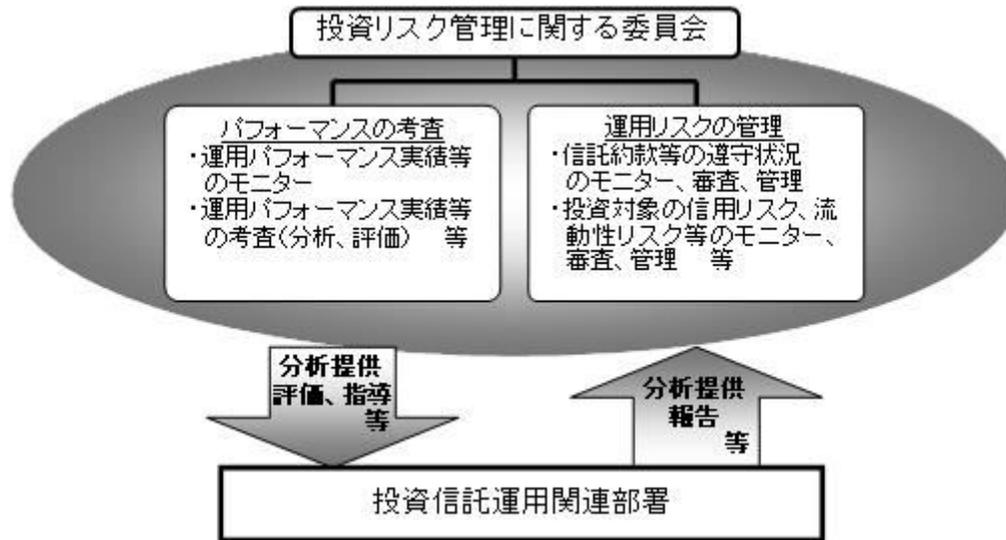 投資リスク管理に関する委員会
パフォーマンスの考査
・運用パフォーマンス実績等
のモニター
・運用パフォーマンス実績等
の考査(分析、評価) 等
運用リスクの管理
・信託約款等の遵守状況
のモニター、審査、管理
・投資対象の信用リスク、流
動性リスク等のモニター、
審査、管理 等
分析提供
評価、指導
等
分析提供
報告
等
投資信託運用関連部署